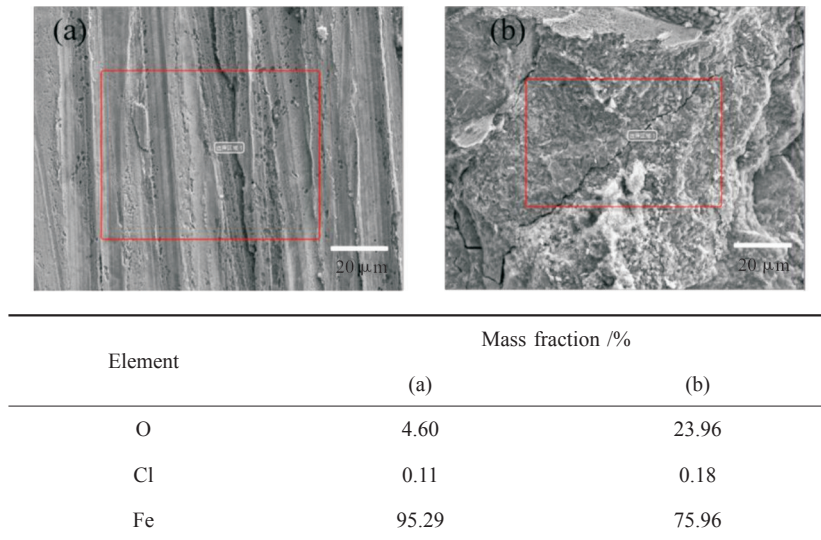 (a)
(b)
20 μm
20 μm
Element
Mass fraction /%
(a)
(b)
O 4.60 23.96
Cl 0.11 0.18
Fe 95.29 75.96